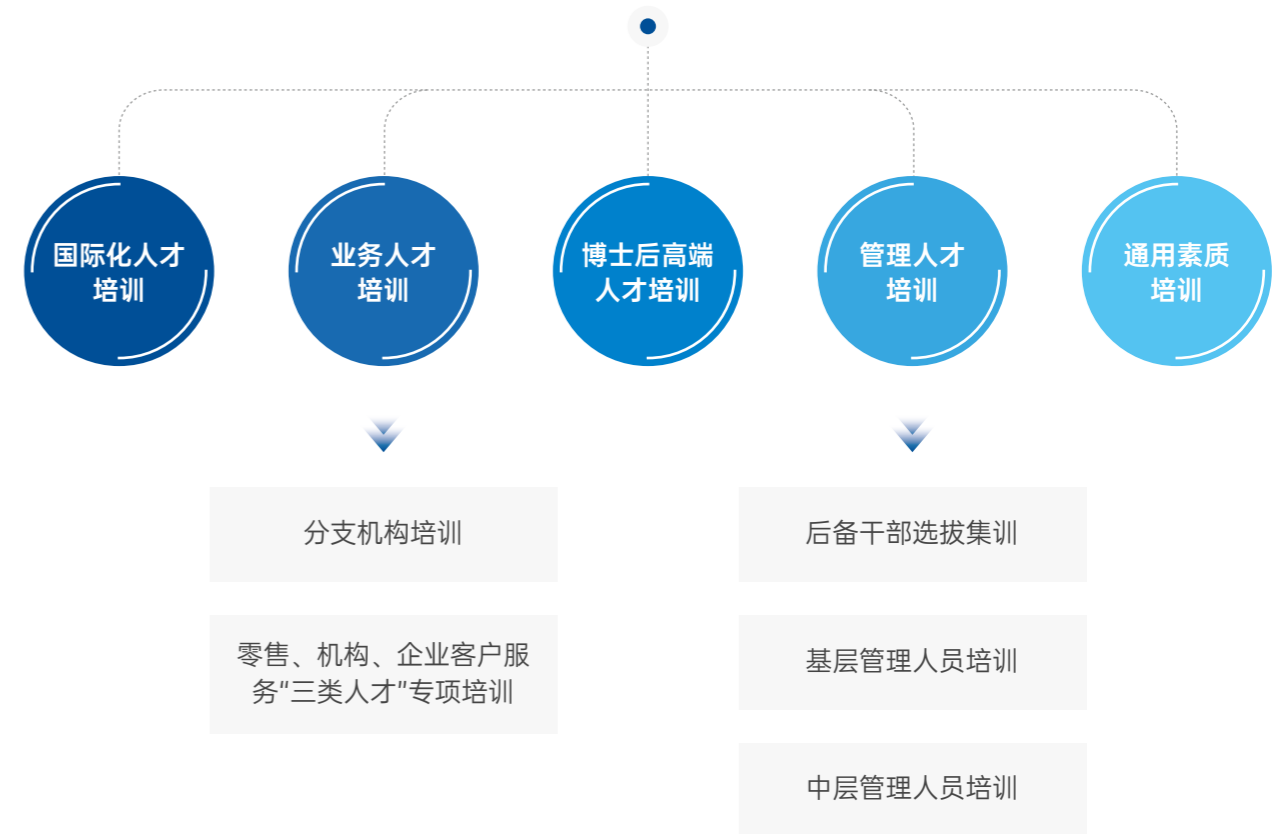 国际化人才
培训
业务人才
培训
博士后高端
人才培训
管理人才
培训
通用素质
培训
分支机构培训
零售、机构、企业客户服
务“三类人才”专项培训
后备干部选拔集训
基层管理人员培训
中层管理人员培训